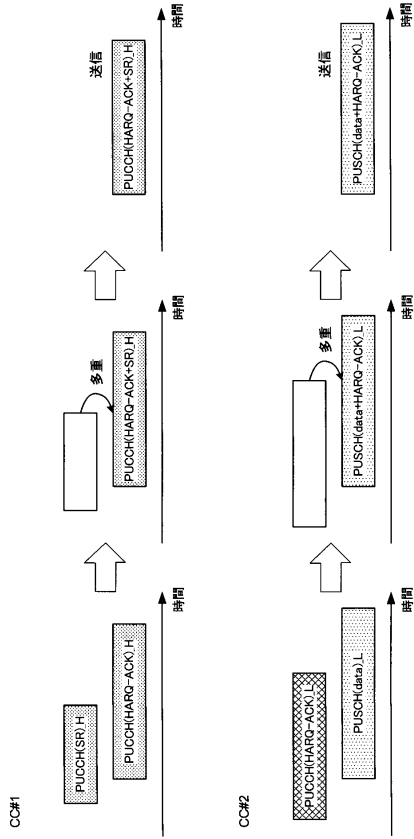 CC#1
PUCCH(SR)_H
PUCCH(HARQ-ACK)_H
時間
多重
PUCCH(HARQ-ACK+SR)_H
時間
送信
PUCCH(HARQ-ACK+SR)_H
時間
CC#2
PUCCH(HARQ-ACK)_L
PUSCH(data)_L
時間
多重
PUSCH(data+HARQ-ACK)_L
時間
送信
PUSCH(data+HARQ-ACK)_L
時間